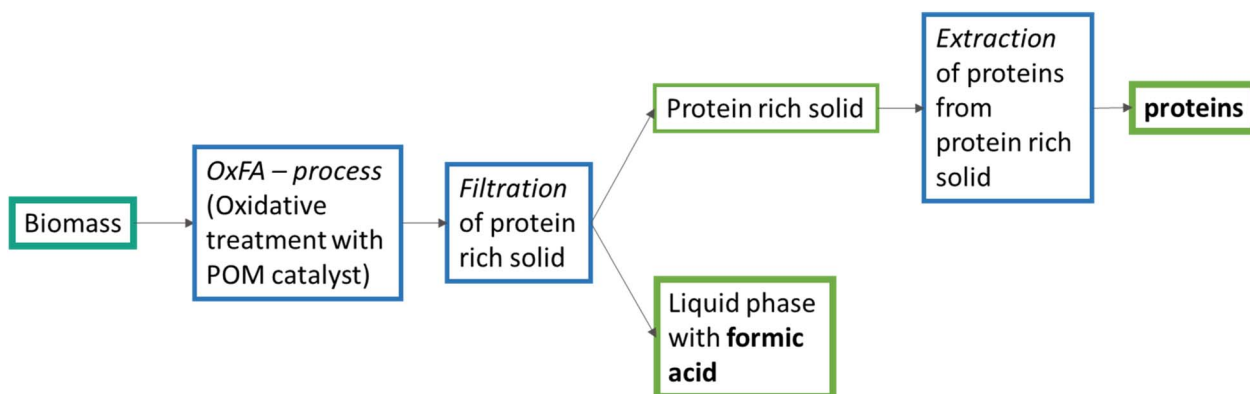 Biomass
OxFA – process
(Oxidative
treatment with
POM catalyst)
Filtration
of protein
rich solid
Protein rich solid
Liquid phase
with formic
acid
Extraction
of proteins
from
protein rich
solid
proteins